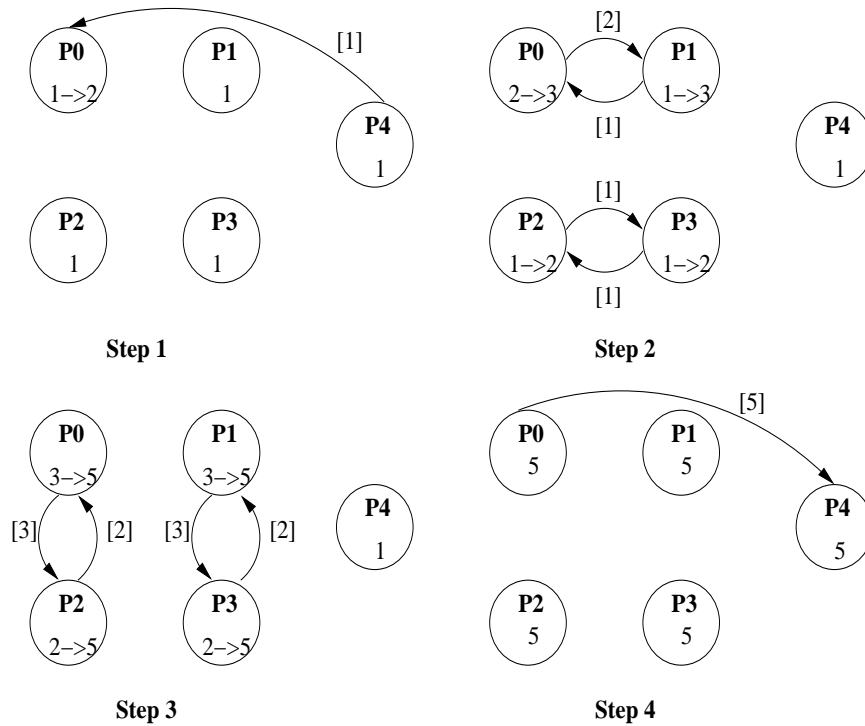 [1]
P0
1->2
P1
1
P4
1
P2
1
P3
1
Step 1
[2]
P0
2->3
P1
1->3
[1]
P4
1
[1]
P2
1->2
P3
1->2
[1]
Step 2
P0
3->5
P1
3->5
[3]
[2]
[3]
[2]
P4
1
P2
2->5
P3
2->5
Step 3
[5]
P0
5
P1
5
P4
5
P2
5
P3
5
Step 4